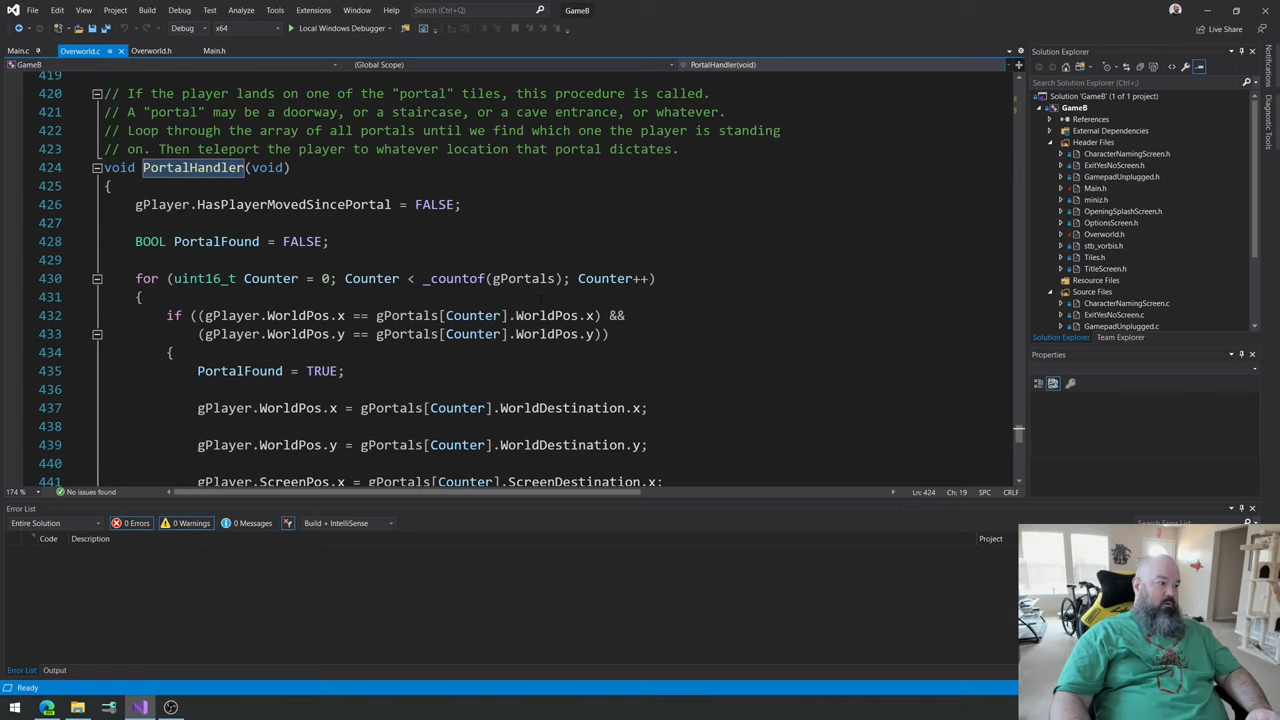 File Edit View Project Build Debug Test Analyze Tools Extensions Window Help Search (Ctrl+Q) GameB
Debug x64 Local Windows Debugger Live Share
Main.c Overworld.c Overworld.h Main.h
GameB (Global Scope) PortalHandler(void)
419
420 // If the player lands on one of the "portal" tiles, this procedure is called.
421 // A "portal" may be a doorway, or a staircase, or a cave entrance, or whatever.
422 // Loop through the array of all portals until we find which one the player is standing
423 // on. Then teleport the player to whatever location that portal dictates.
424 void PortalHandler(void)
425 {
426 gPlayer.HasPlayerMovedSincePortal = FALSE;
427
428 BOOL PortalFound = FALSE;
429
430 for (uint16_t Counter = 0; Counter < _countof(gPortals); Counter++)
431 {
432 if ((gPlayer.WorldPos.x == gPortals[Counter].WorldPos.x) &&
433 (gPlayer.WorldPos.y == gPortals[Counter].WorldPos.y))
434 {
435 PortalFound = TRUE;
436
437 gPlayer.WorldPos.x = gPortals[Counter].WorldDestination.x;
438
439 gPlayer.WorldPos.y = gPortals[Counter].WorldDestination.y;
440
441 gPlayer.ScreenPos.x = gPortals[Counter].ScreenDestination.x;
174 % No issues found Ln: 424 Ch: 19 SPC CRLF
Error List
Entire Solution 0 Errors 0 Warnings 0 Messages Build + IntelliSense
Code Description Project
Error List Output
Ready
Solution Explorer
Search Solution Explorer (Ctrl+;)
Solution 'GameB' (1 of 1 project)
GameB
References
External Dependencies
Header Files
CharacterNamingScreen.h
ExitYesNoScreen.h
GamepadUnplugged.h
Main.h
miniz.h
OpeningSplashScreen.h
OptionsScreen.h
Overworld.h
stb_vorbis.h
Tiles.h
TitleScreen.h
Resource Files
Source Files
CharacterNamingScreen.c
ExitYesNoScreen.c
GamepadUnplugged.c
Solution Explorer Team Explorer
Properties
Notifications
Diagnostic Tools